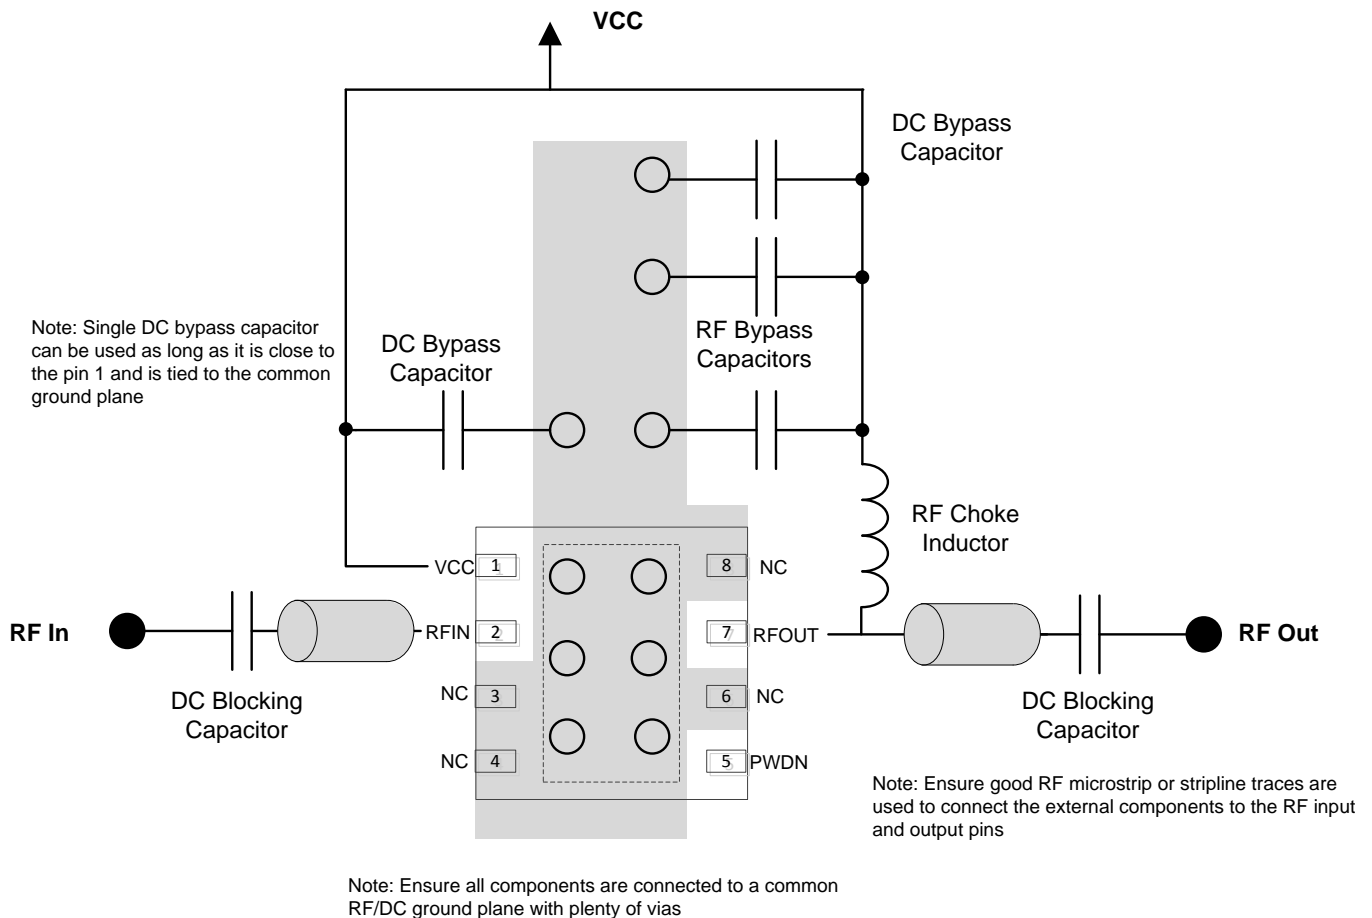 VCC
DC Bypass
Capacitor
Note: Single DC bypass capacitor
can be used as long as it is close to
the pin 1 and is tied to the common
ground plane
DC Bypass
Capacitor
RF Bypass
Capacitors
RF Choke
Inductor
VCC 1
8 NC
RF In
RFIN 2
7 RFOUT
RF Out
NC 3
6 NC
DC Blocking
Capacitor
DC Blocking
Capacitor
NC 4
5 PWDN
Note: Ensure good RF microstrip or stripline traces are
used to connect the external components to the RF input
and output pins
Note: Ensure all components are connected to a common
RF/DC ground plane with plenty of vias